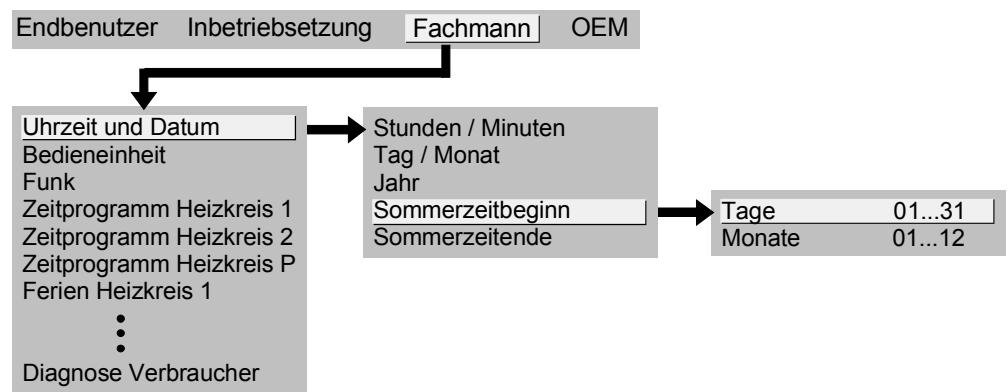 Endbenutzer Inbetriebsetzung Fachmann OEM
Uhrzeit und Datum
Bedieneinheit
Funk
Zeitprogramm Heizkreis 1
Zeitprogramm Heizkreis 2
Zeitprogramm Heizkreis P
Ferien Heizkreis 1
Diagnose Verbraucher
Stunden / Minuten
Tag / Monat
Jahr
Sommerzeitbeginn
Sommerzeitende
Tage 01...31
Monate 01...12